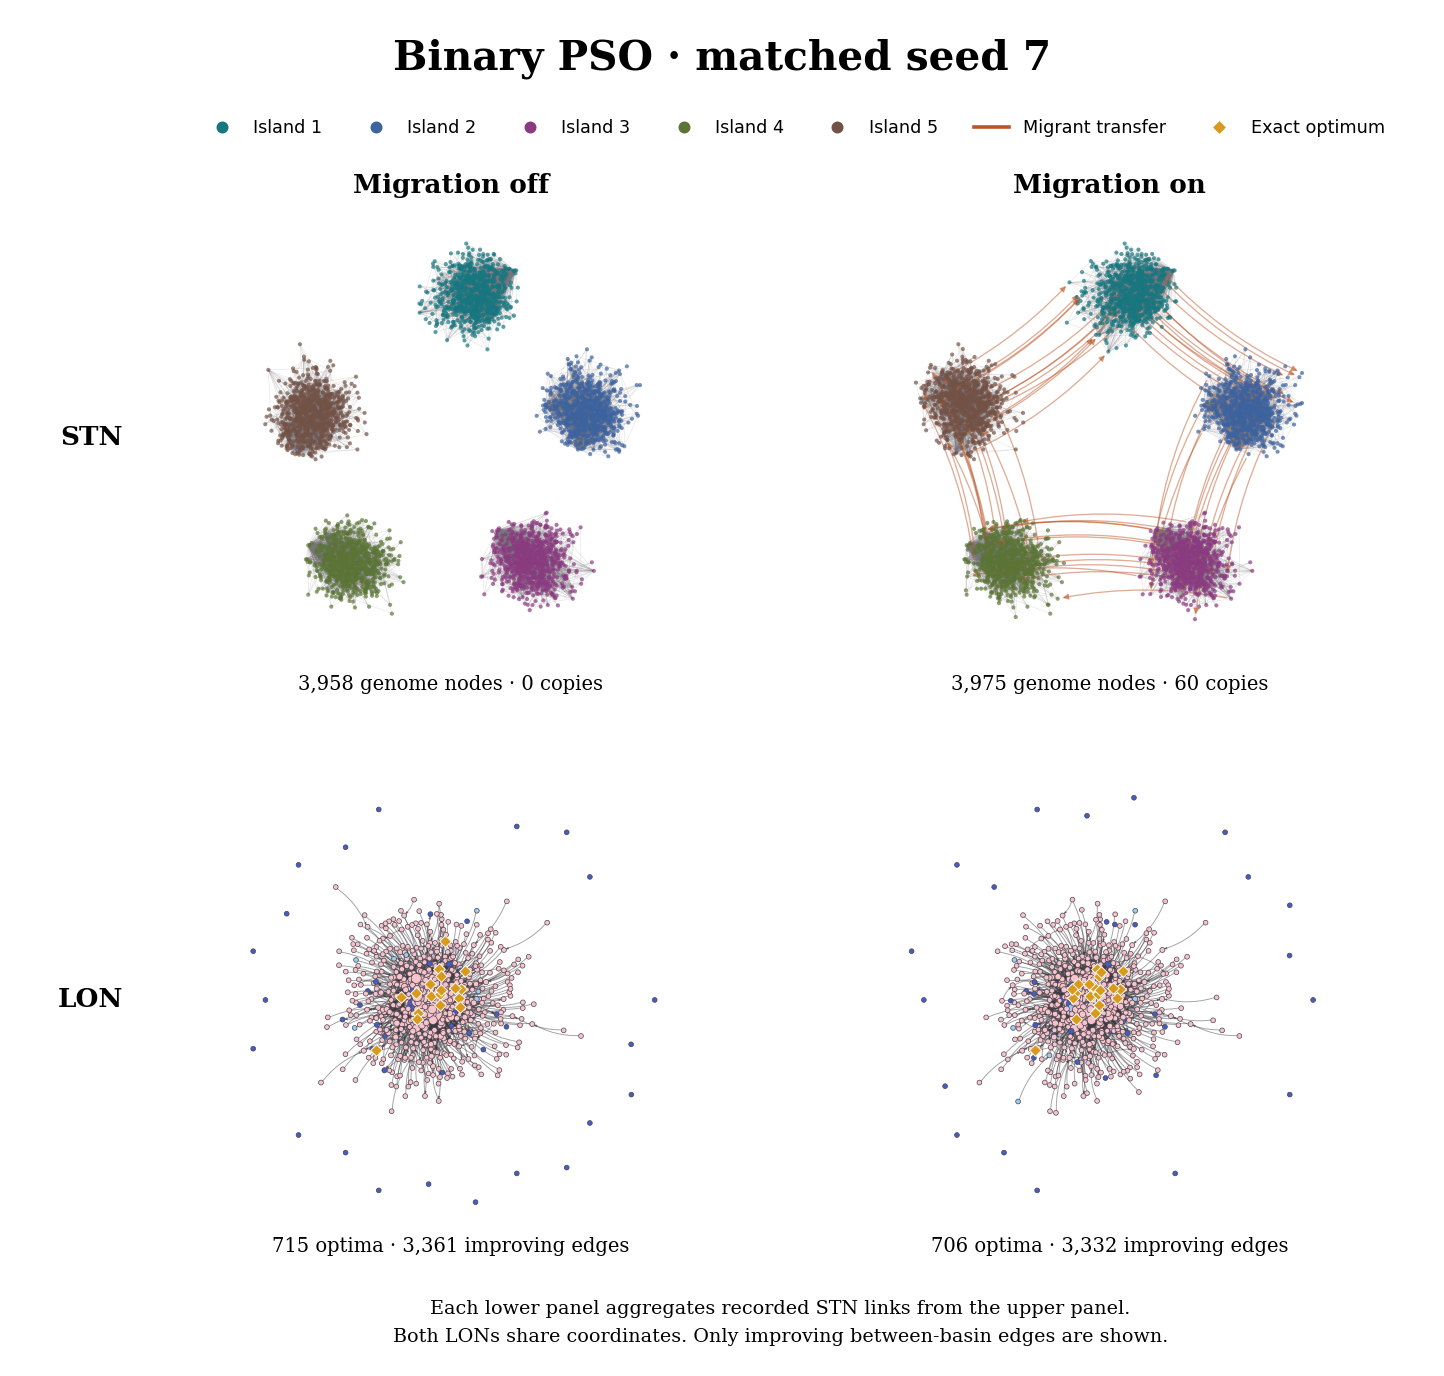 Binary PSO · matched seed 7
Island 1 Island 2 Island 3 Island 4 Island 5 Migrant transfer Exact optimum
Migration off Migration on
STN
3,958 genome nodes · 0 copies 3,975 genome nodes · 60 copies
LON
715 optima · 3,361 improving edges 706 optima · 3,332 improving edges
Each lower panel aggregates recorded STN links from the upper panel.
Both LONs share coordinates. Only improving between-basin edges are shown.